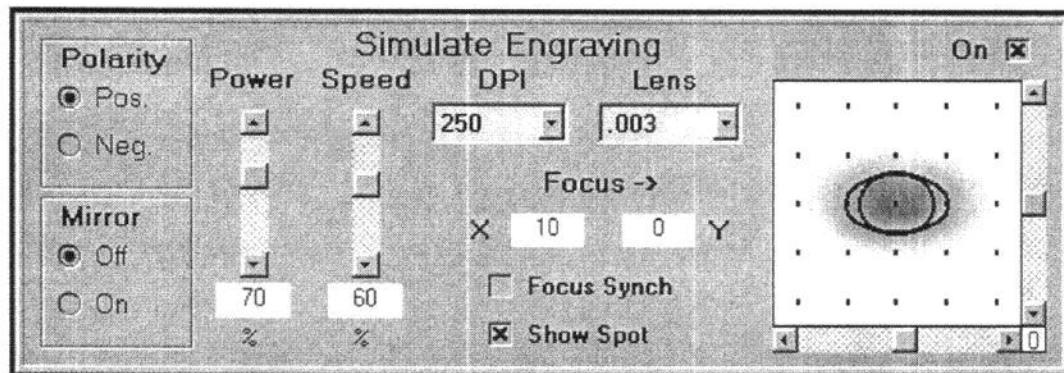 Simulate Engraving
Polarity
Pos.
Neg.
Mirror
Off
On
Power
70
%
Speed
60
%
DPI
250
Lens
.003
Focus ->
X 10 0 Y
Focus Synch
Show Spot
On
0